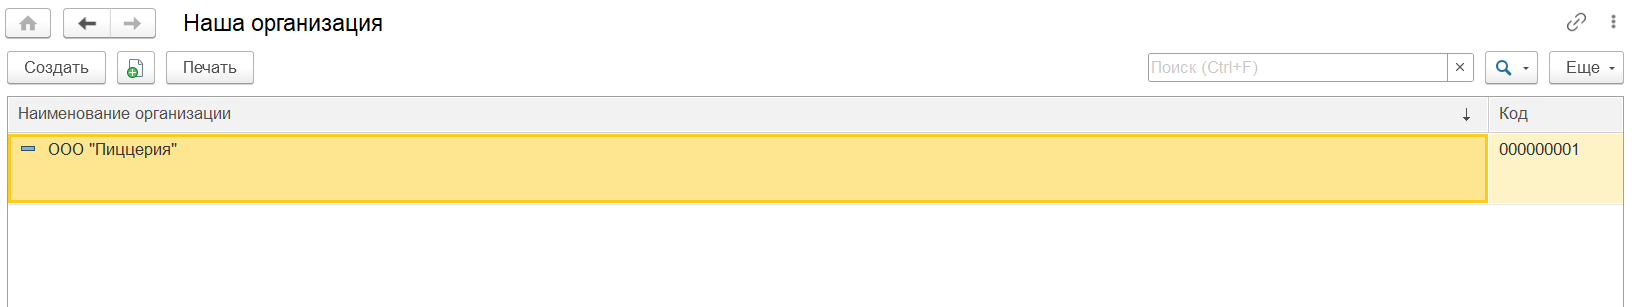 Наша организация
Создать Печать Поиск (Ctrl+F) × Еще
Наименование организации ↓ Код
ООО "Пиццерия" 000000001